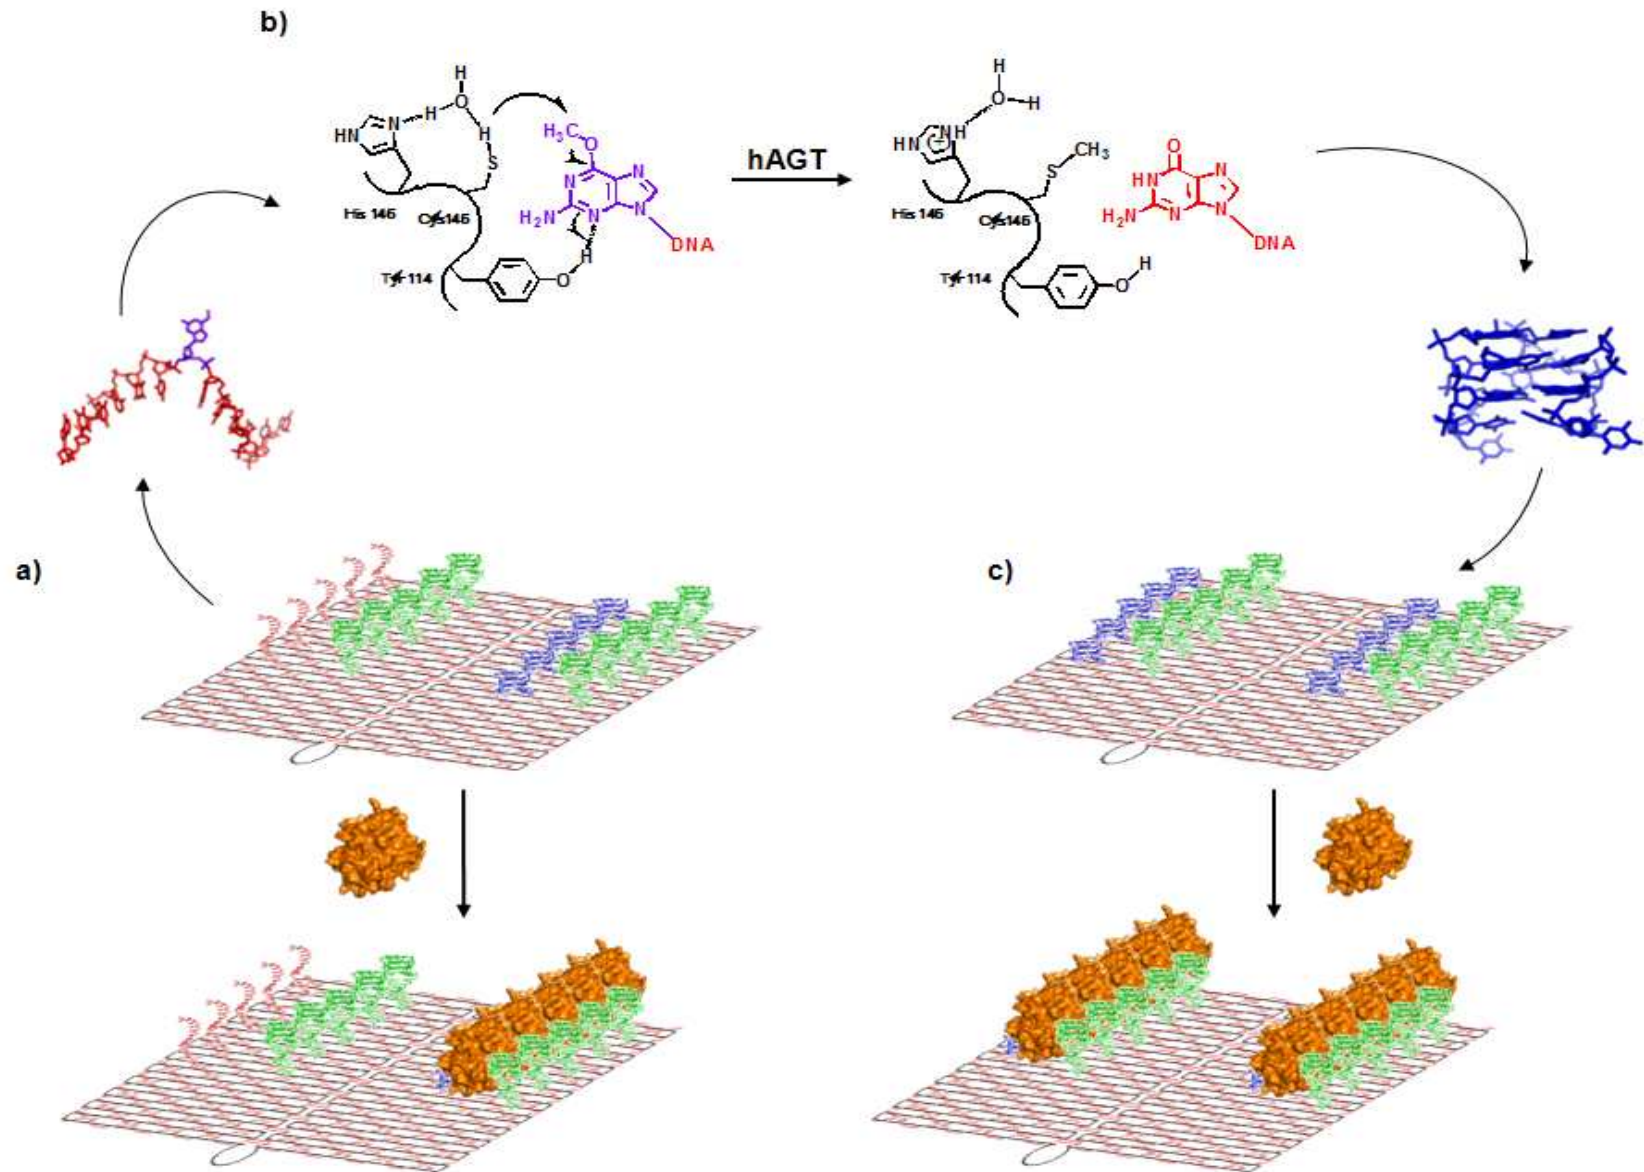 b)
H
O
H
H
HN
N
S
H₃C
O
N
N
N
N
H₂N
DNA
H
O
His 146
Cys145
Tyr 114
hAGT
H
O
H
HN
NH
+
S
CH₃
O
HN
N
N
N
H₂N
DNA
H
O
His 146
Cys145
Tyr 114
a)
c)